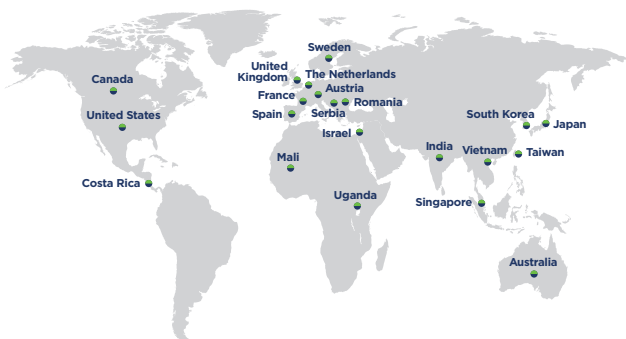 Sweden
United
Kingdom
The Netherlands
Canada
Austria
France
Romania
United States
Spain
Serbia
South Korea
Japan
Israel
India
Vietnam
Taiwan
Mali
Costa Rica
Uganda
Singapore
Australia